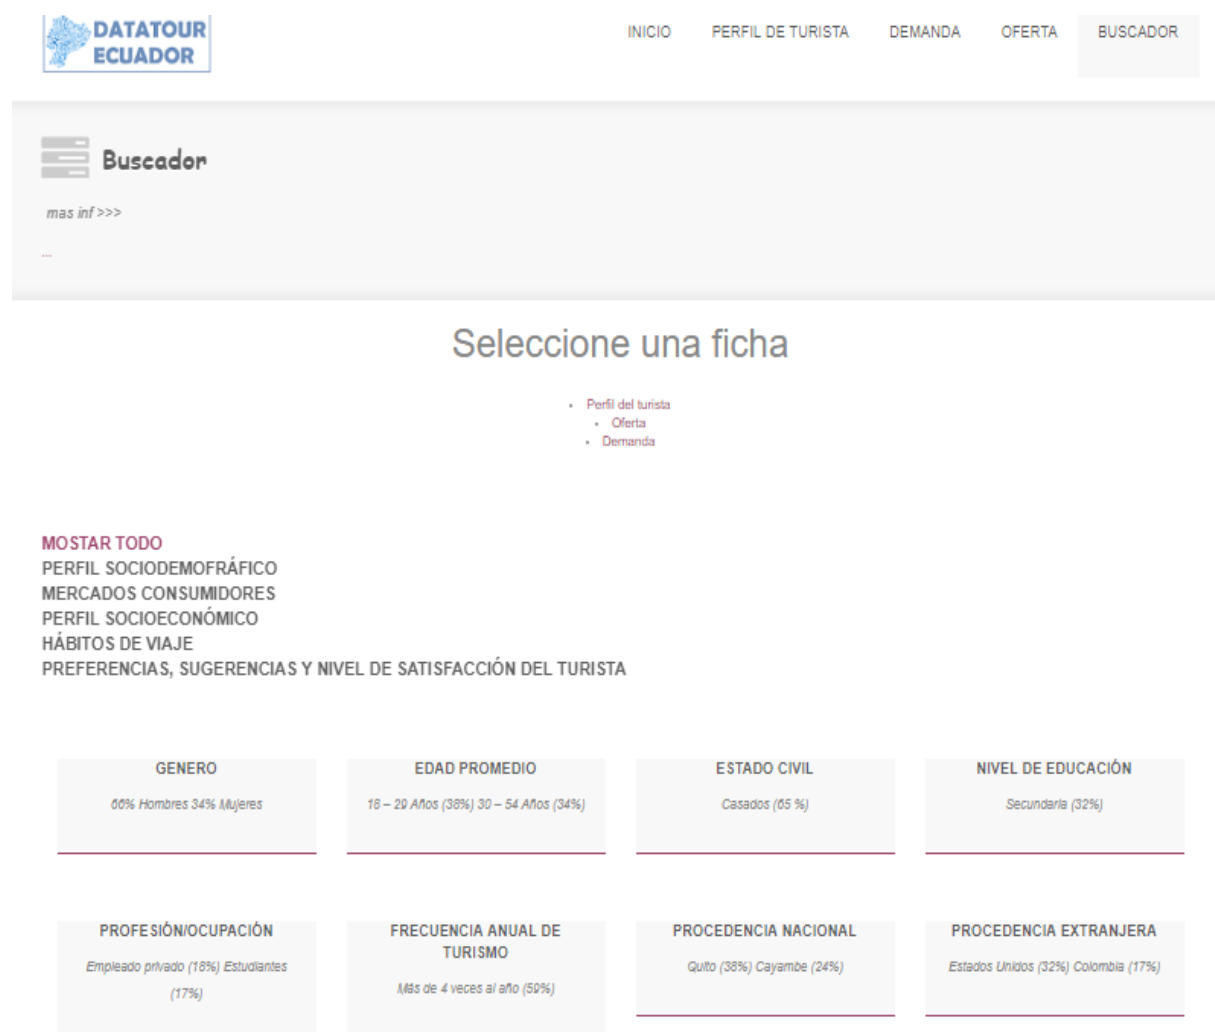 DATATOUR
ECUADOR
INICIO PERFIL DE TURISTA DEMANDA OFERTA BUSCADOR
Buscador
mas inf >>>
...
Seleccione una ficha
• Perfil del turista
• Oferta
• Demanda
MOSTAR TODO
PERFIL SOCIODEMOFRÁFICO
MERCADOS CONSUMIDORES
PERFIL SOCIOECONÓMICO
HÁBITOS DE VIAJE
PREFERENCIAS, SUGERENCIAS Y NIVEL DE SATISFACCIÓN DEL TURISTA
GENERO
66% Hombres 34% Mujeres
EDAD PROMEDIO
18 – 29 Años (38%) 30 – 54 Años (34%)
ESTADO CIVIL
Casados (65 %)
NIVEL DE EDUCACIÓN
Secundaria (32%)
PROFESIÓN/OCUPACIÓN
Empleado privado (18%) Estudiantes
(17%)
FRECUENCIA ANUAL DE
TURISMO
Más de 4 veces al año (59%)
PROCEDENCIA NACIONAL
Quito (38%) Cayambe (24%)
PROCEDENCIA EXTRANJERA
Estados Unidos (32%) Colombia (17%)